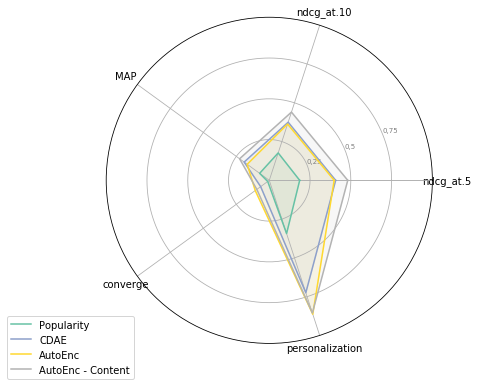 ndcg_at.10
MAP
0,75
0,5
0,25
ndcg_at.5
converge
personalization
Popularity
CDAE
AutoEnc
AutoEnc - Content